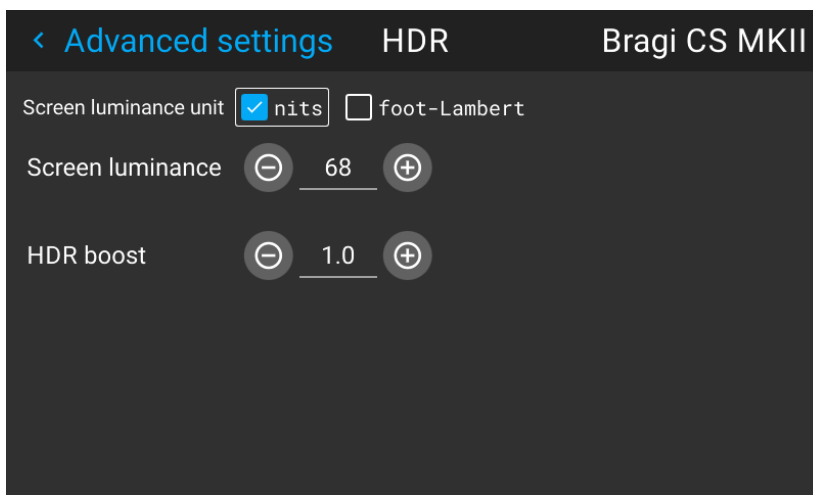 Advanced settings HDR Bragi CS MKII
Screen luminance unit nits foot-Lambert
Screen luminance 68
HDR boost 1.0